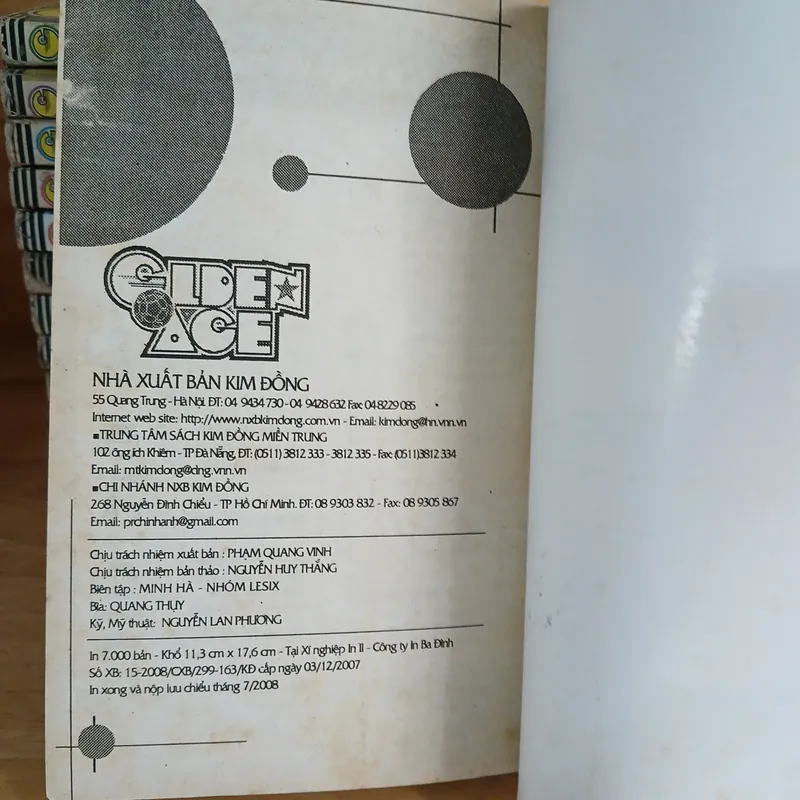 GOLDEN
AGE
NHÀ XUẤT BẢN KIM ĐỒNG
55 Quang Trung - Hà Nội. ĐT: 04 9434 730 - 04 9428 632 Fax: 04 8229 085
Internet web site: http://www.nxbkimdong.com.vn - Email: kimdong@hn.vnn.vn
■TRUNG TÂM SÁCH KIM ĐỒNG MIỀN TRUNG
102 ông ích Khiêm - TP Đà Nẵng, ĐT: (0511) 3812 333 - 3812 335 - Fax: (0511)3812 334
Email: mtkimdong@dng.vnn.vn
■CHI NHÁNH NXB KIM ĐỒNG
268 Nguyễn Đình Chiểu - TP Hồ Chí Minh. ĐT: 08 9303 832 - Fax: 08 9305 867
Email: prchinhanh@gmail.com
Chịu trách nhiệm xuất bản : PHẠM QUANG VINH
Chịu trách nhiệm bản thảo : NGUYỄN HUY THẮNG
Biên tập : MINH HÀ - NHÓM LESIX
Bìa: QUANG THỤY
Kỹ, Mỹ thuật: NGUYỄN LAN PHƯƠNG
In 7.000 bản - Khổ 11,3 cm x 17,6 cm - Tại Xí nghiệp In II - Công ty In Ba Đình
Số XB: 15-2008/CXB/299-163/KĐ cấp ngày 03/12/2007
In xong và nộp lưu chiểu tháng 7/2008